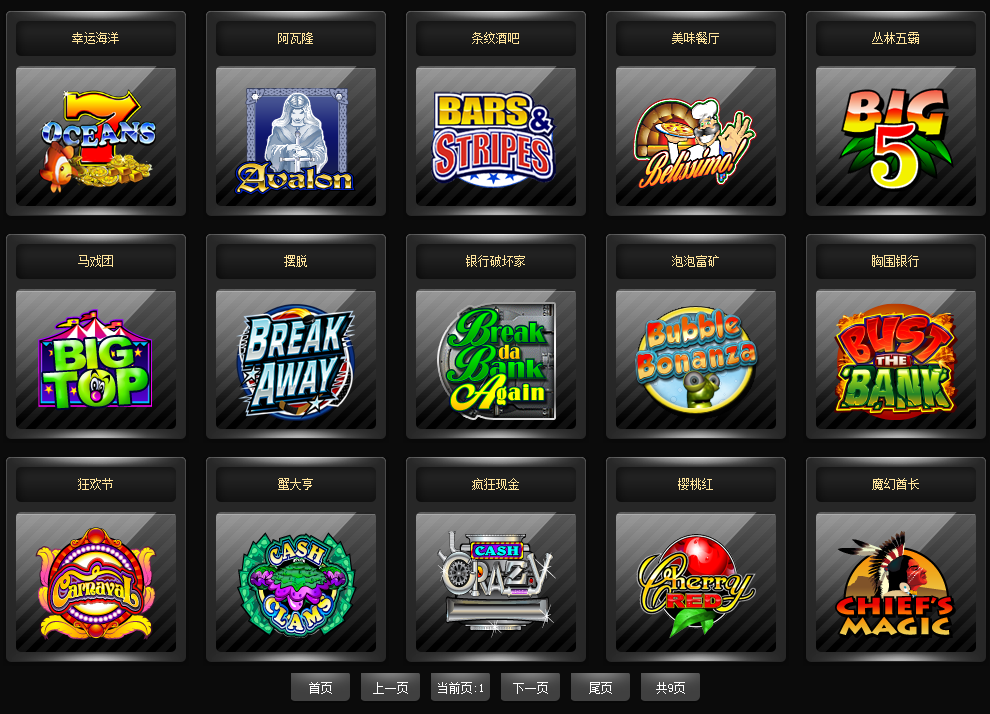 幸运海洋
阿瓦隆
条纹酒吧
美味餐厅
丛林五霸
7
OCEANS
Avalon
BARS &
STRIPES
Belissimo!
BIG
5
马戏团
摆脱
银行破坏家
泡泡富矿
胸围银行
BIG
TOP
BREAK
AWAY
Break
da
Bank
Again
Bubble
Bonanza
BUST
THE
BANK
狂欢节
蟹大亨
疯狂现金
樱桃红
魔幻酋长
Carnaval
CASH
CLAMS
CASH
CRAZY
Cherry
RED
CHIEF'S
MAGIC
首页
上一页
当前页:1
下一页
尾页
共9页